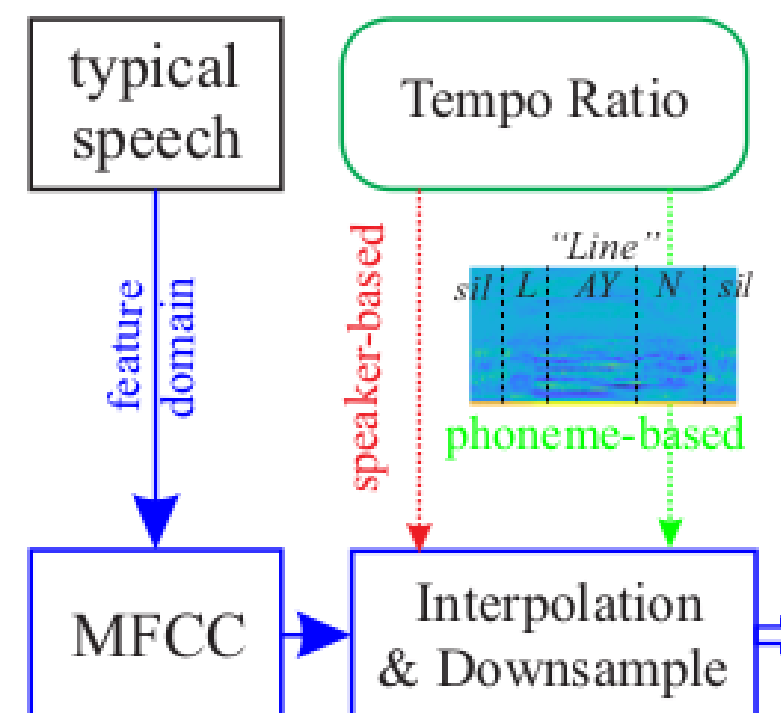 typical
speech
Tempo Ratio
feature
domain
speaker-based
“Line”
sil L AY N sil
phoneme-based
MFCC
Interpolation
& Downsample